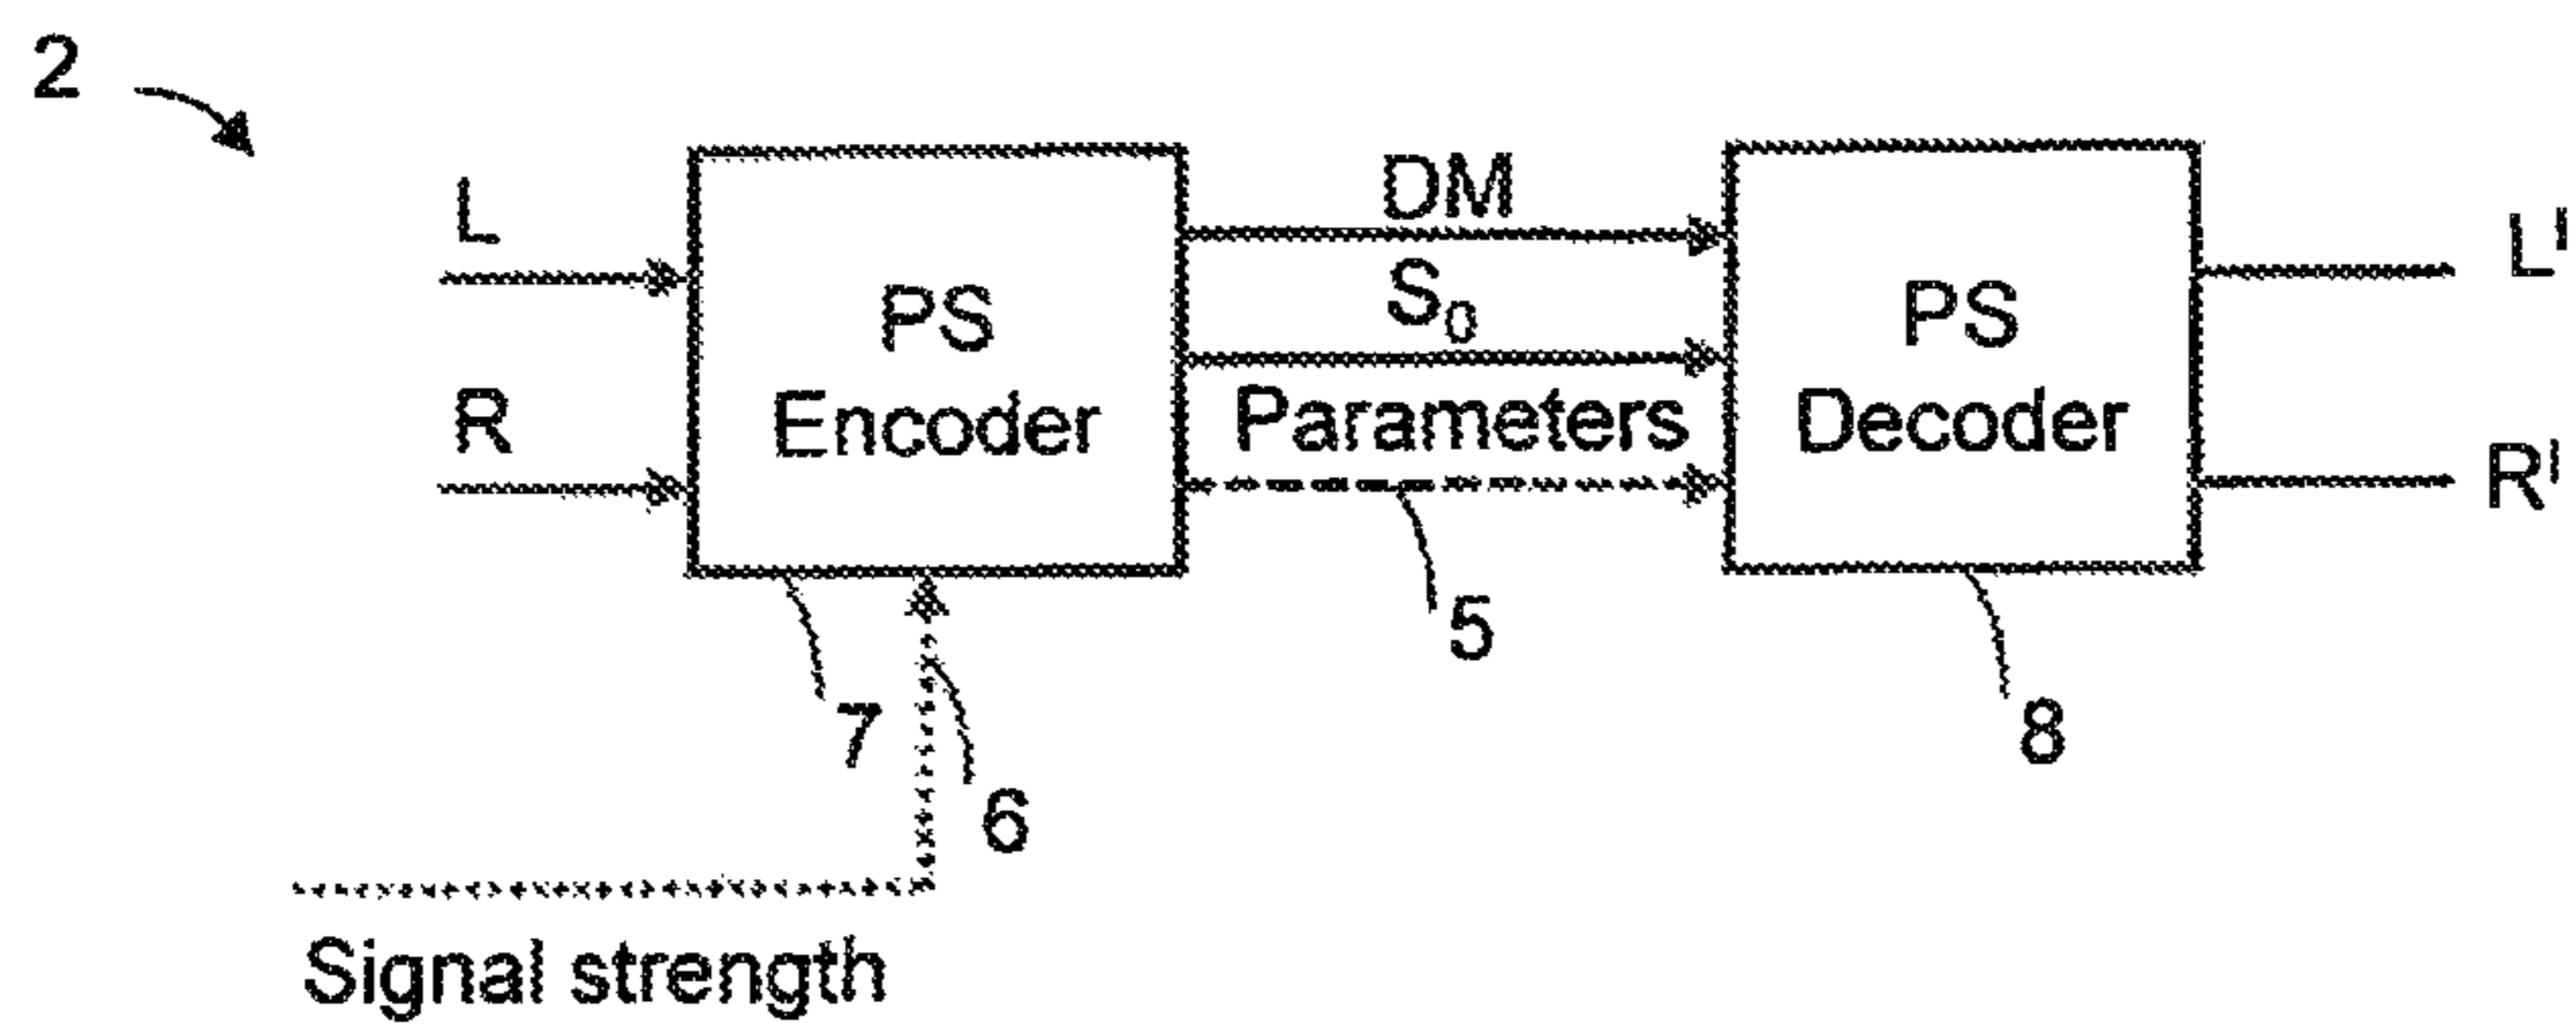 2
L
R
PS
Encoder
DM
S₀
Parameters
PS
Decoder
L'
R'
5
7
6
8
Signal strength